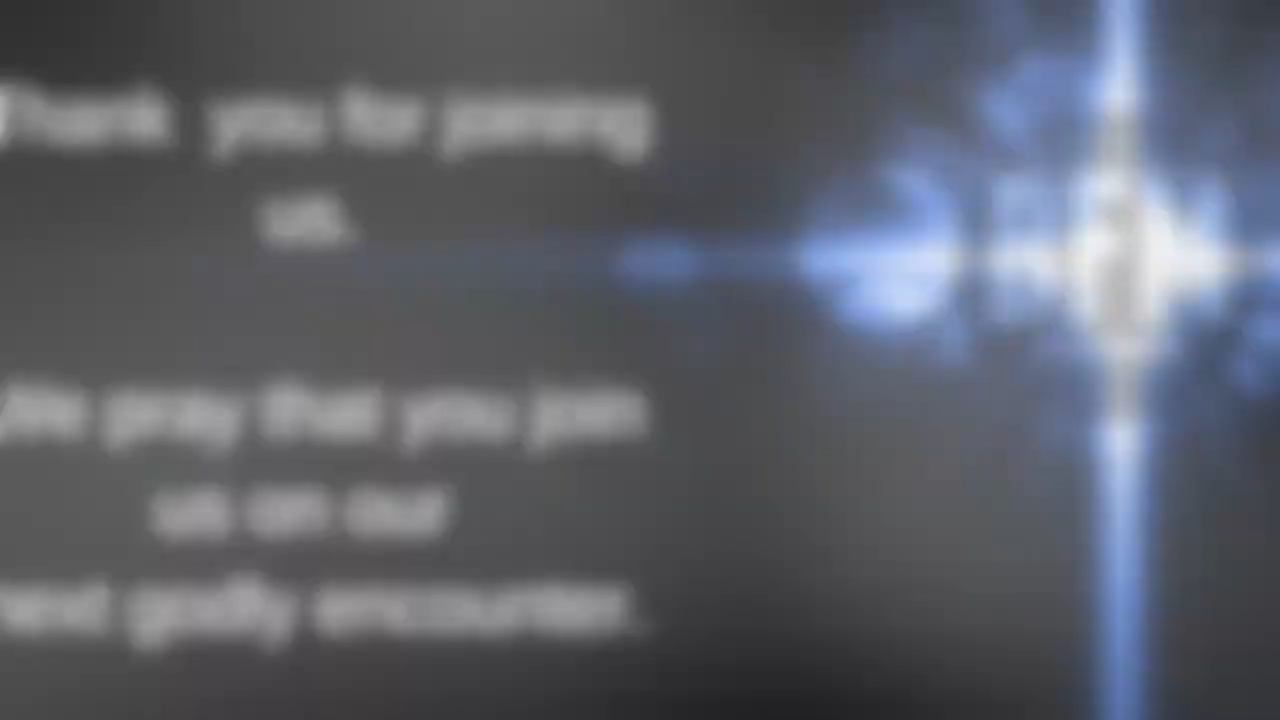 Thank you for joining
us.
We pray that you join
us on our
next godly encounter.